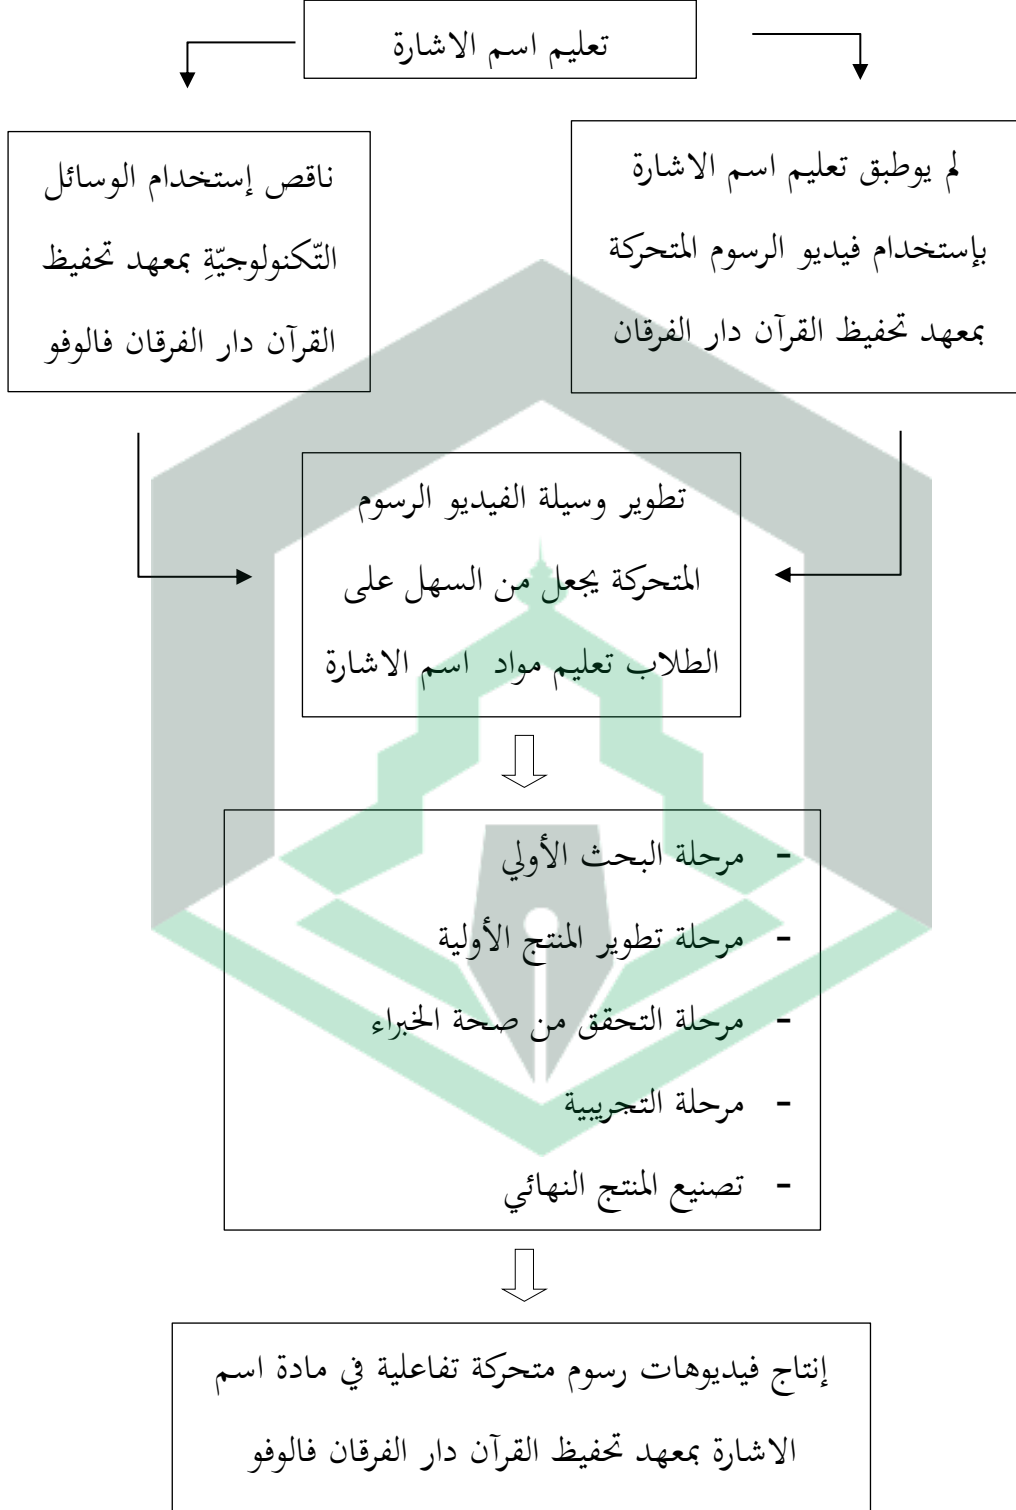 تعليم اسم الاشارة
لم يوطبق تعليم اسم الاشارة
بإستخدام فيديو الرسوم المتحركة
بمعهد تحفيظ القرآن دار الفرقان
ناقص إستخدام الوسائل
التّكنولوجيّةِ بمعهد تحفيظ
القرآن دار الفرقان فالوفو
تطوير وسيلة الفيديو الرسوم
المتحركة يجعل من السهل على
الطلاب تعليم مواد اسم الاشارة
- مرحلة البحث الأولي
- مرحلة تطوير المنتج الأولية
- مرحلة التحقق من صحة الخبراء
- مرحلة التجريبية
- تصنيع المنتج النهائي
إنتاج فيديوهات رسوم متحركة تفاعلية في مادة اسم
الاشارة بمعهد تحفيظ القرآن دار الفرقان فالوفو